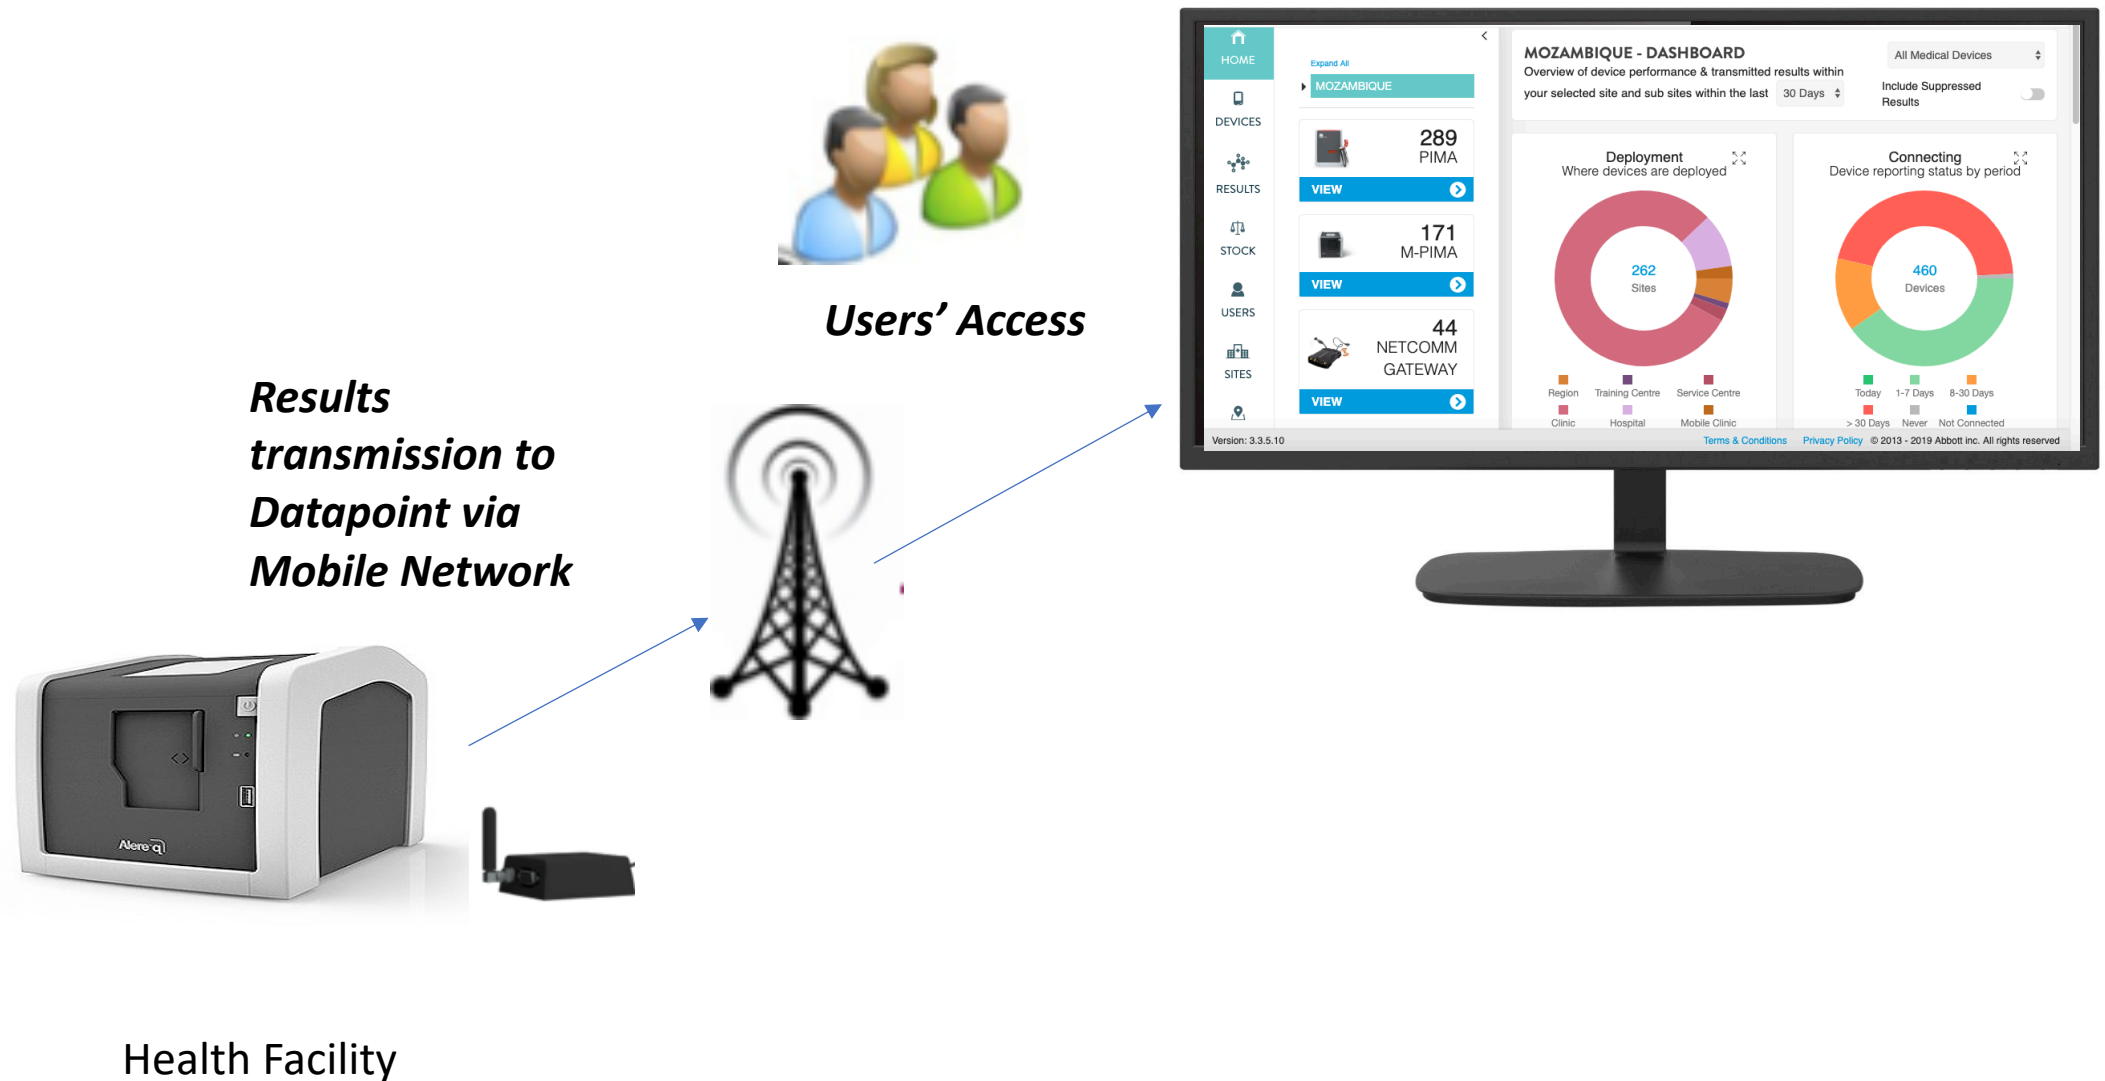 Users' Access
Results
transmission to
Datapoint via
Mobile Network
Alere q
Health Facility
HOME
DEVICES
RESULTS
STOCK
USERS
SITES
Expand All
MOZAMBIQUE
289
PIMA
VIEW
171
M-PIMA
VIEW
44
NETCOMM
GATEWAY
VIEW
MOZAMBIQUE - DASHBOARD
Overview of device performance & transmitted results within
your selected site and sub sites within the last 30 Days
All Medical Devices
Include Suppressed
Results
Deployment
Where devices are deployed
262
Sites
Region Training Centre Service Centre
Clinic Hospital Mobile Clinic
Connecting
Device reporting status by period
460
Devices
Today 1-7 Days 8-30 Days
> 30 Days Never Not Connected
Version: 3.3.5.10
Terms & Conditions Privacy Policy © 2013 - 2019 Abbott inc. All rights reserved